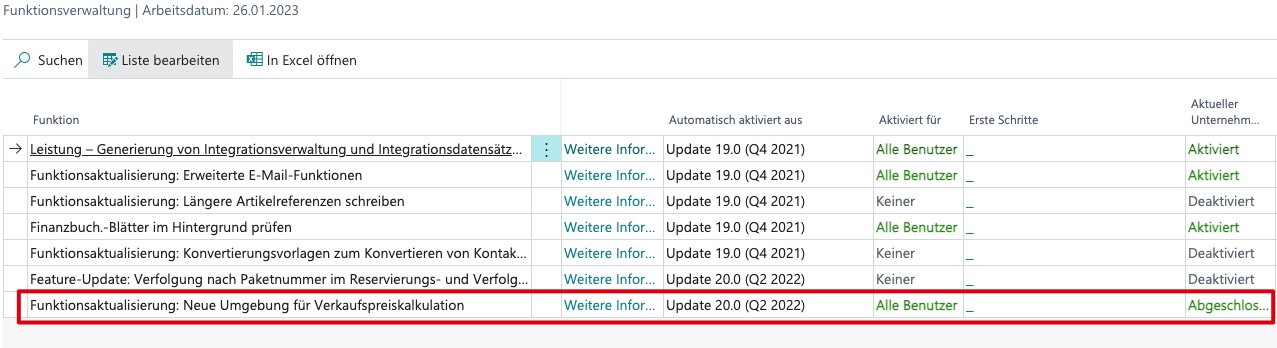 Funktionsverwaltung | Arbeitsdatum: 26.01.2023
Suchen Liste bearbeiten In Excel öffnen
Funktion Automatisch aktiviert aus Aktiviert für Erste Schritte Aktueller Unternehm...
Leistung – Generierung von Integrationsverwaltung und Integrationsdatensätz... Weitere Infor... Update 19.0 (Q4 2021) Alle Benutzer _ Aktiviert
Funktionsaktualisierung: Erweiterte E-Mail-Funktionen Weitere Infor... Update 19.0 (Q4 2021) Alle Benutzer _ Aktiviert
Funktionsaktualisierung: Längere Artikelreferenzen schreiben Weitere Infor... Update 19.0 (Q4 2021) Keiner _ Deaktiviert
Finanzbuch.-Blätter im Hintergrund prüfen Weitere Infor... Update 19.0 (Q4 2021) Alle Benutzer _ Aktiviert
Funktionsaktualisierung: Konvertierungsvorlagen zum Konvertieren von Kontak... Weitere Infor... Update 19.0 (Q4 2021) Keiner _ Deaktiviert
Feature-Update: Verfolgung nach Paketnummer im Reservierungs- und Verfolg... Weitere Infor... Update 20.0 (Q2 2022) Keiner _ Deaktiviert
Funktionsaktualisierung: Neue Umgebung für Verkaufspreiskalkulation Weitere Infor... Update 20.0 (Q2 2022) Alle Benutzer _ Abgeschlos...